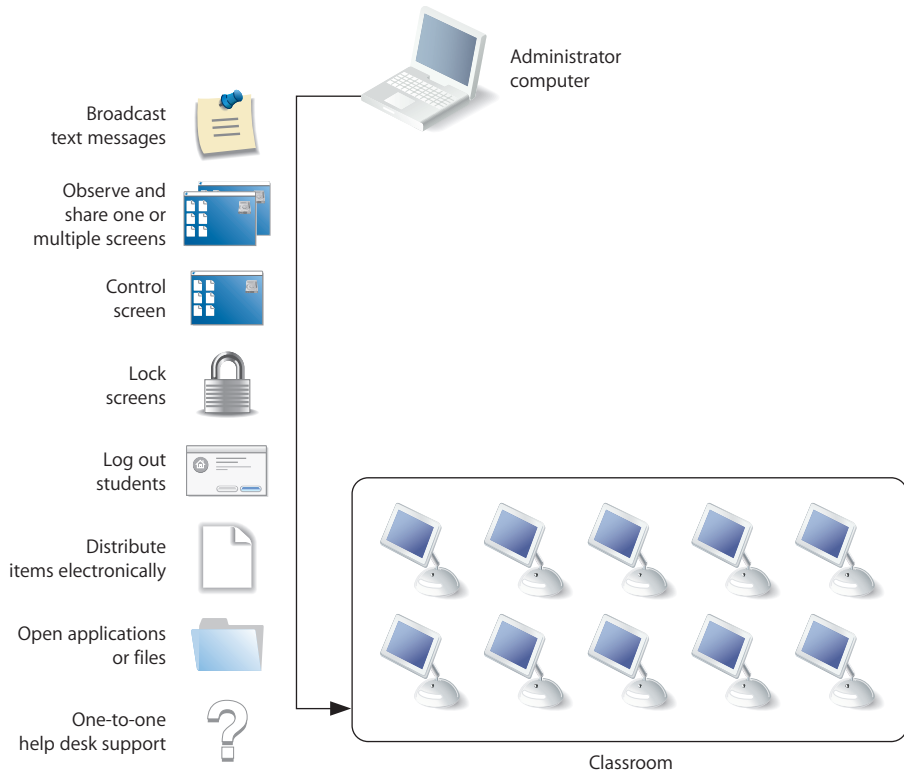 Administrator
computer
Broadcast
text messages
Observe and
share one or
multiple screens
Control
screen
Lock
screens
Log out
students
Distribute
items electronically
Open applications
or files
One-to-one
help desk support
Classroom